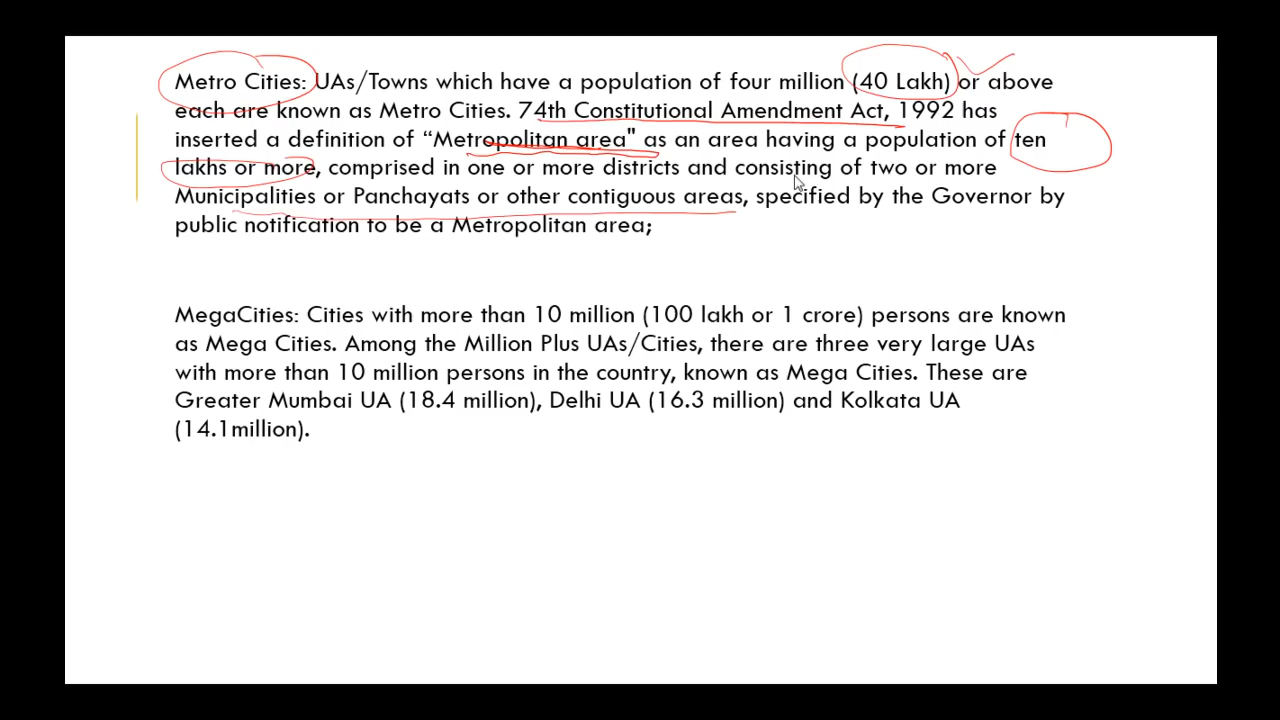 Metro Cities: UAs/Towns which have a population of four million (40 Lakh) or above
each are known as Metro Cities. 74th Constitutional Amendment Act, 1992 has
inserted a definition of “Metropolitan area" as an area having a population of ten
lakhs or more, comprised in one or more districts and consisting of two or more
Municipalities or Panchayats or other contiguous areas, specified by the Governor by
public notification to be a Metropolitan area;
MegaCities: Cities with more than 10 million (100 lakh or 1 crore) persons are known
as Mega Cities. Among the Million Plus UAs/Cities, there are three very large UAs
with more than 10 million persons in the country, known as Mega Cities. These are
Greater Mumbai UA (18.4 million), Delhi UA (16.3 million) and Kolkata UA
(14.1million).